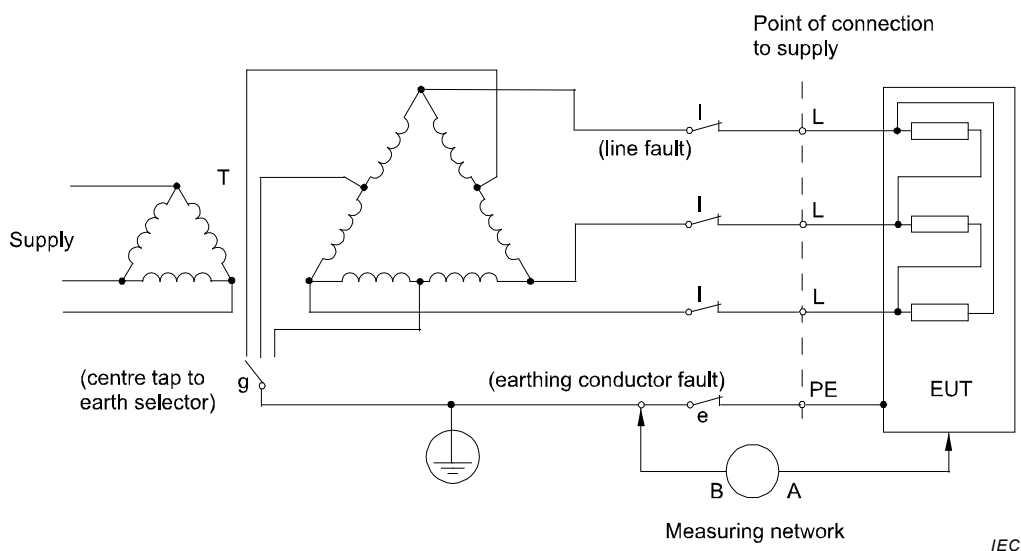 Point of connection
to supply
l
L
(line fault)
T
l
L
Supply
l
L
(centre tap to
earth selector)
g
(earthing conductor fault)
e
PE
EUT
B
A
Measuring network
IEC